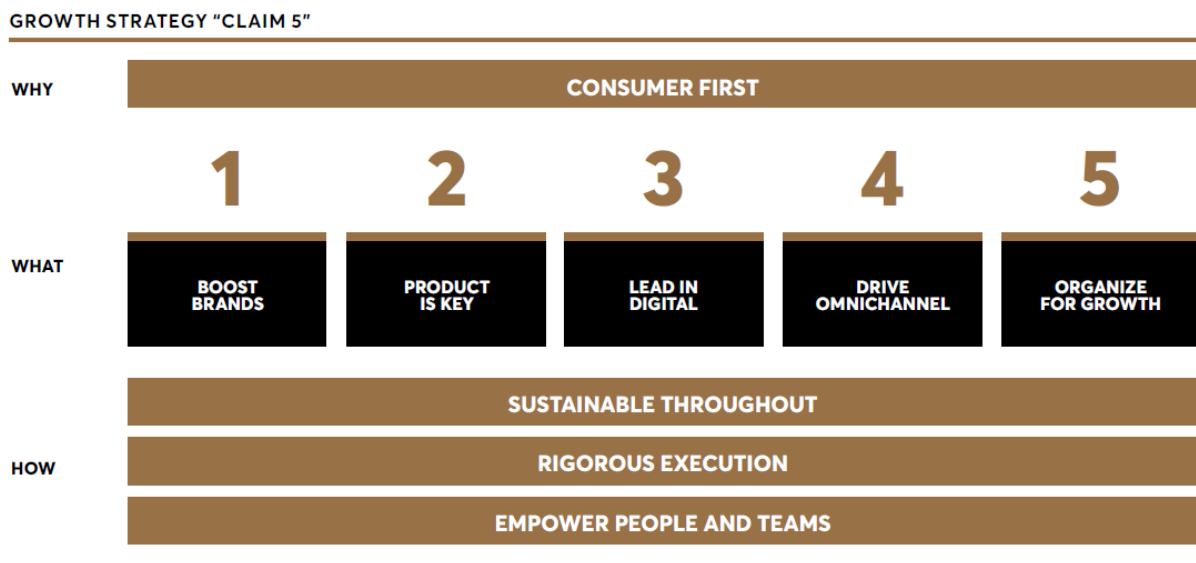 GROWTH STRATEGY “CLAIM 5”
WHY
CONSUMER FIRST
1
2
3
4
5
WHAT
BOOST
BRANDS
PRODUCT
IS KEY
LEAD IN
DIGITAL
DRIVE
OMNICHANNEL
ORGANIZE
FOR GROWTH
HOW
SUSTAINABLE THROUGHOUT
RIGOROUS EXECUTION
EMPOWER PEOPLE AND TEAMS